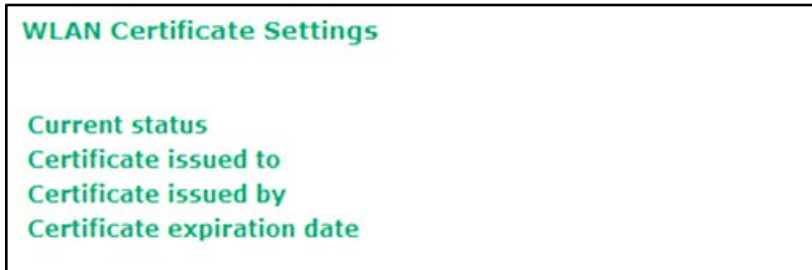 WLAN Certificate Settings
Current status
Certificate issued to
Certificate issued by
Certificate expiration date